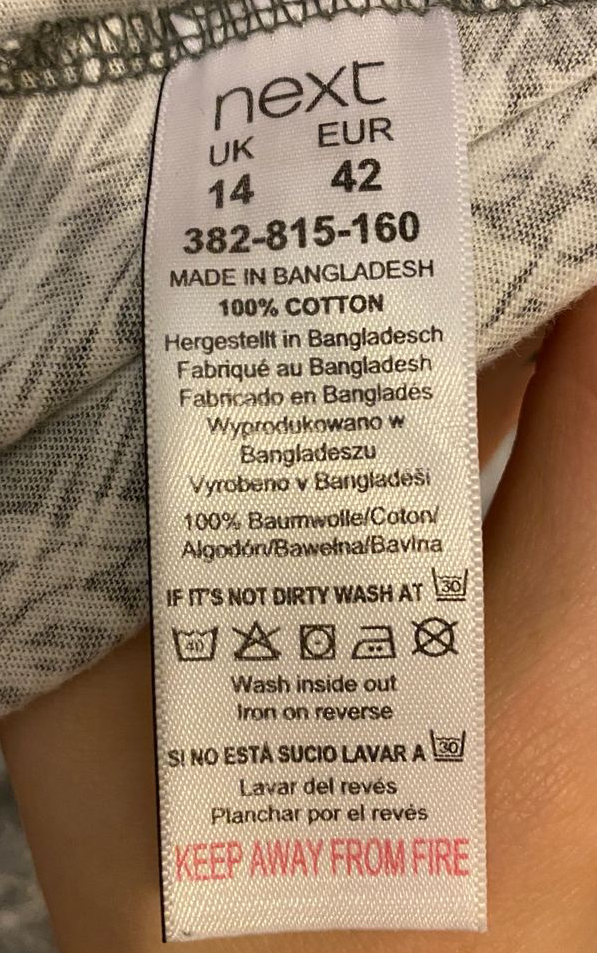 next
UK EUR
14 42
382-815-160
MADE IN BANGLADESH
100% COTTON
Hergestellt in Bangladesch
Fabriqué au Bangladesh
Fabricado en Bangladés
Wyprodukowano w
Bangladeszu
Vyrobeno v Bangladéši
100% Baumwolle/Coton/
Algodón/Bawełna/Bavlna
IF IT'S NOT DIRTY WASH AT 30
40
Wash inside out
Iron on reverse
SI NO ESTÁ SUCIO LAVAR A 30
Lavar del revés
Planchar por el revés
KEEP AWAY FROM FIRE